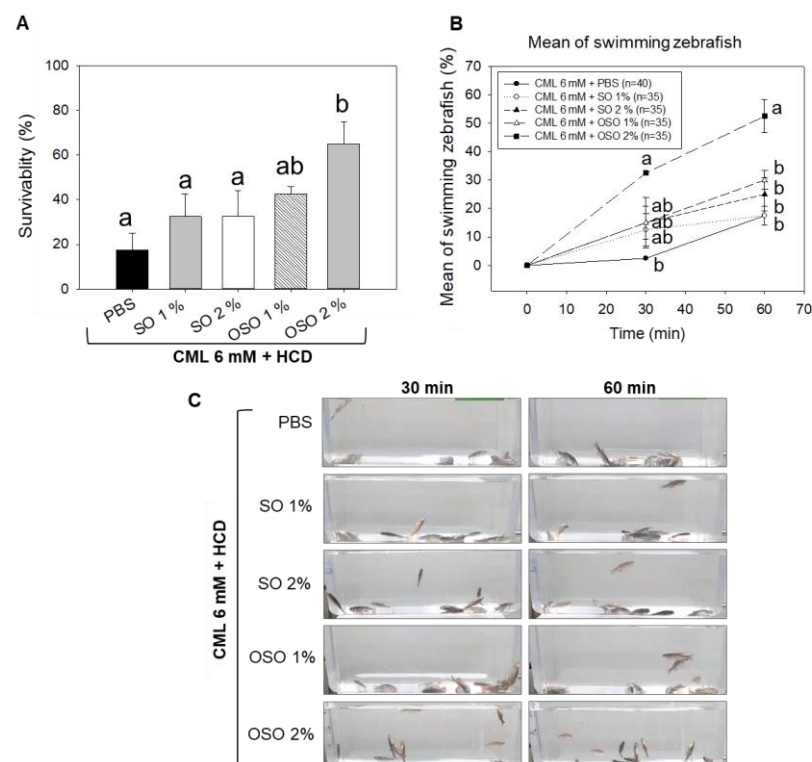 A
Survivablity (%)
100
80
60
40
20
0
a
a
a
ab
b
PBS
SO 1 %
SO 2 %
OSO 1 %
OSO 2 %
CML 6 mM + HCD
B
Mean of swimming zebrafish
Mean of swimming zebrafish (%)
70
60
50
40
30
20
10
0
CML 6 mM + PBS (n=40)
CML 6 mM + SO 1% (n=35)
CML 6 mM + SO 2 % (n=35)
CML 6 mM + OSO 1% (n=35)
CML 6 mM + OSO 2% (n=35)
a
ab
ab
ab
b
a
b
b
b
b
0 10 20 30 40 50 60 70
Time (min)
C
30 min
60 min
CML 6 mM + HCD
PBS
SO 1%
SO 2%
OSO 1%
OSO 2%